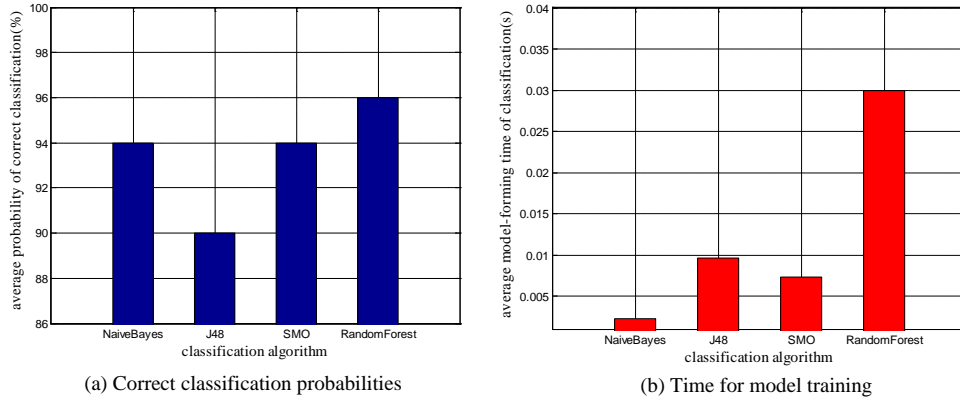 average probability of correct classification(%)
100
98
96
94
92
90
88
86
NaiveBayes J48 SMO RandomForest
classification algorithm
(a) Correct classification probabilities
average model-forming time of classification(s)
0.04
0.035
0.03
0.025
0.02
0.015
0.01
0.005
NaiveBayes J48 SMO RandomForest
classification algorithm
(b) Time for model training